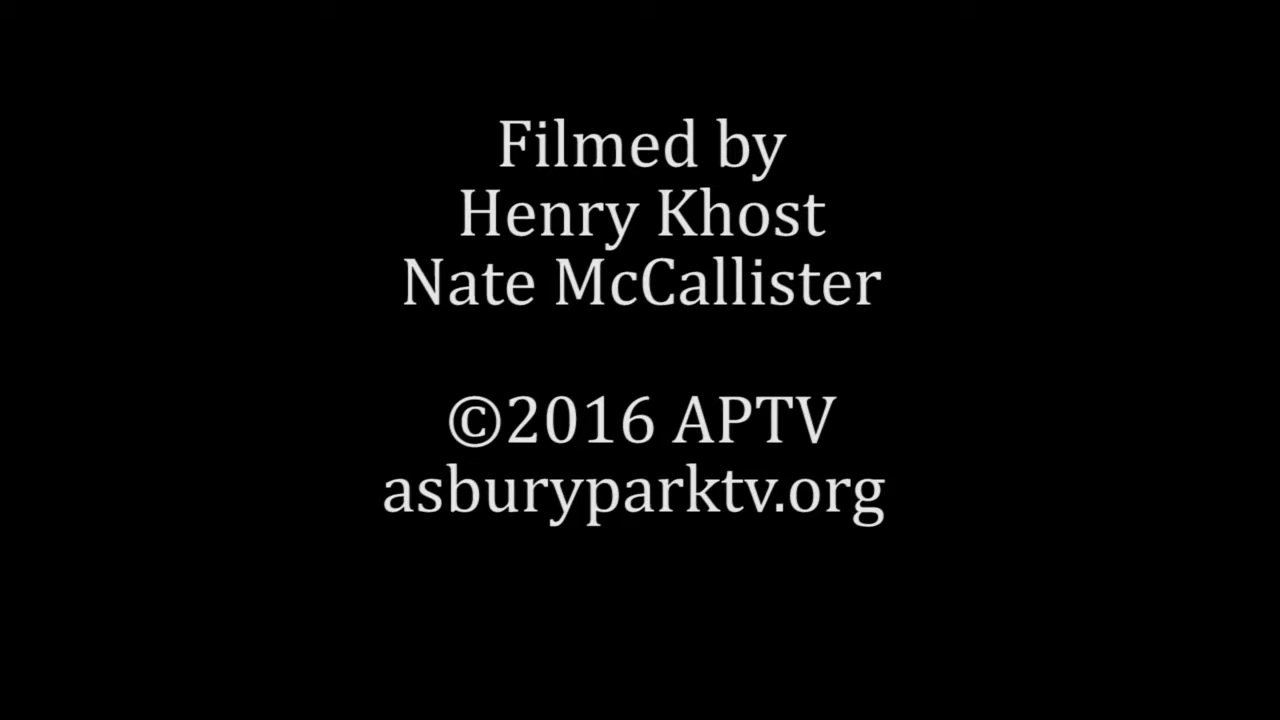 Filmed by
Henry Khost
Nate McCallister
©2016 APTV
asburyparktv.org